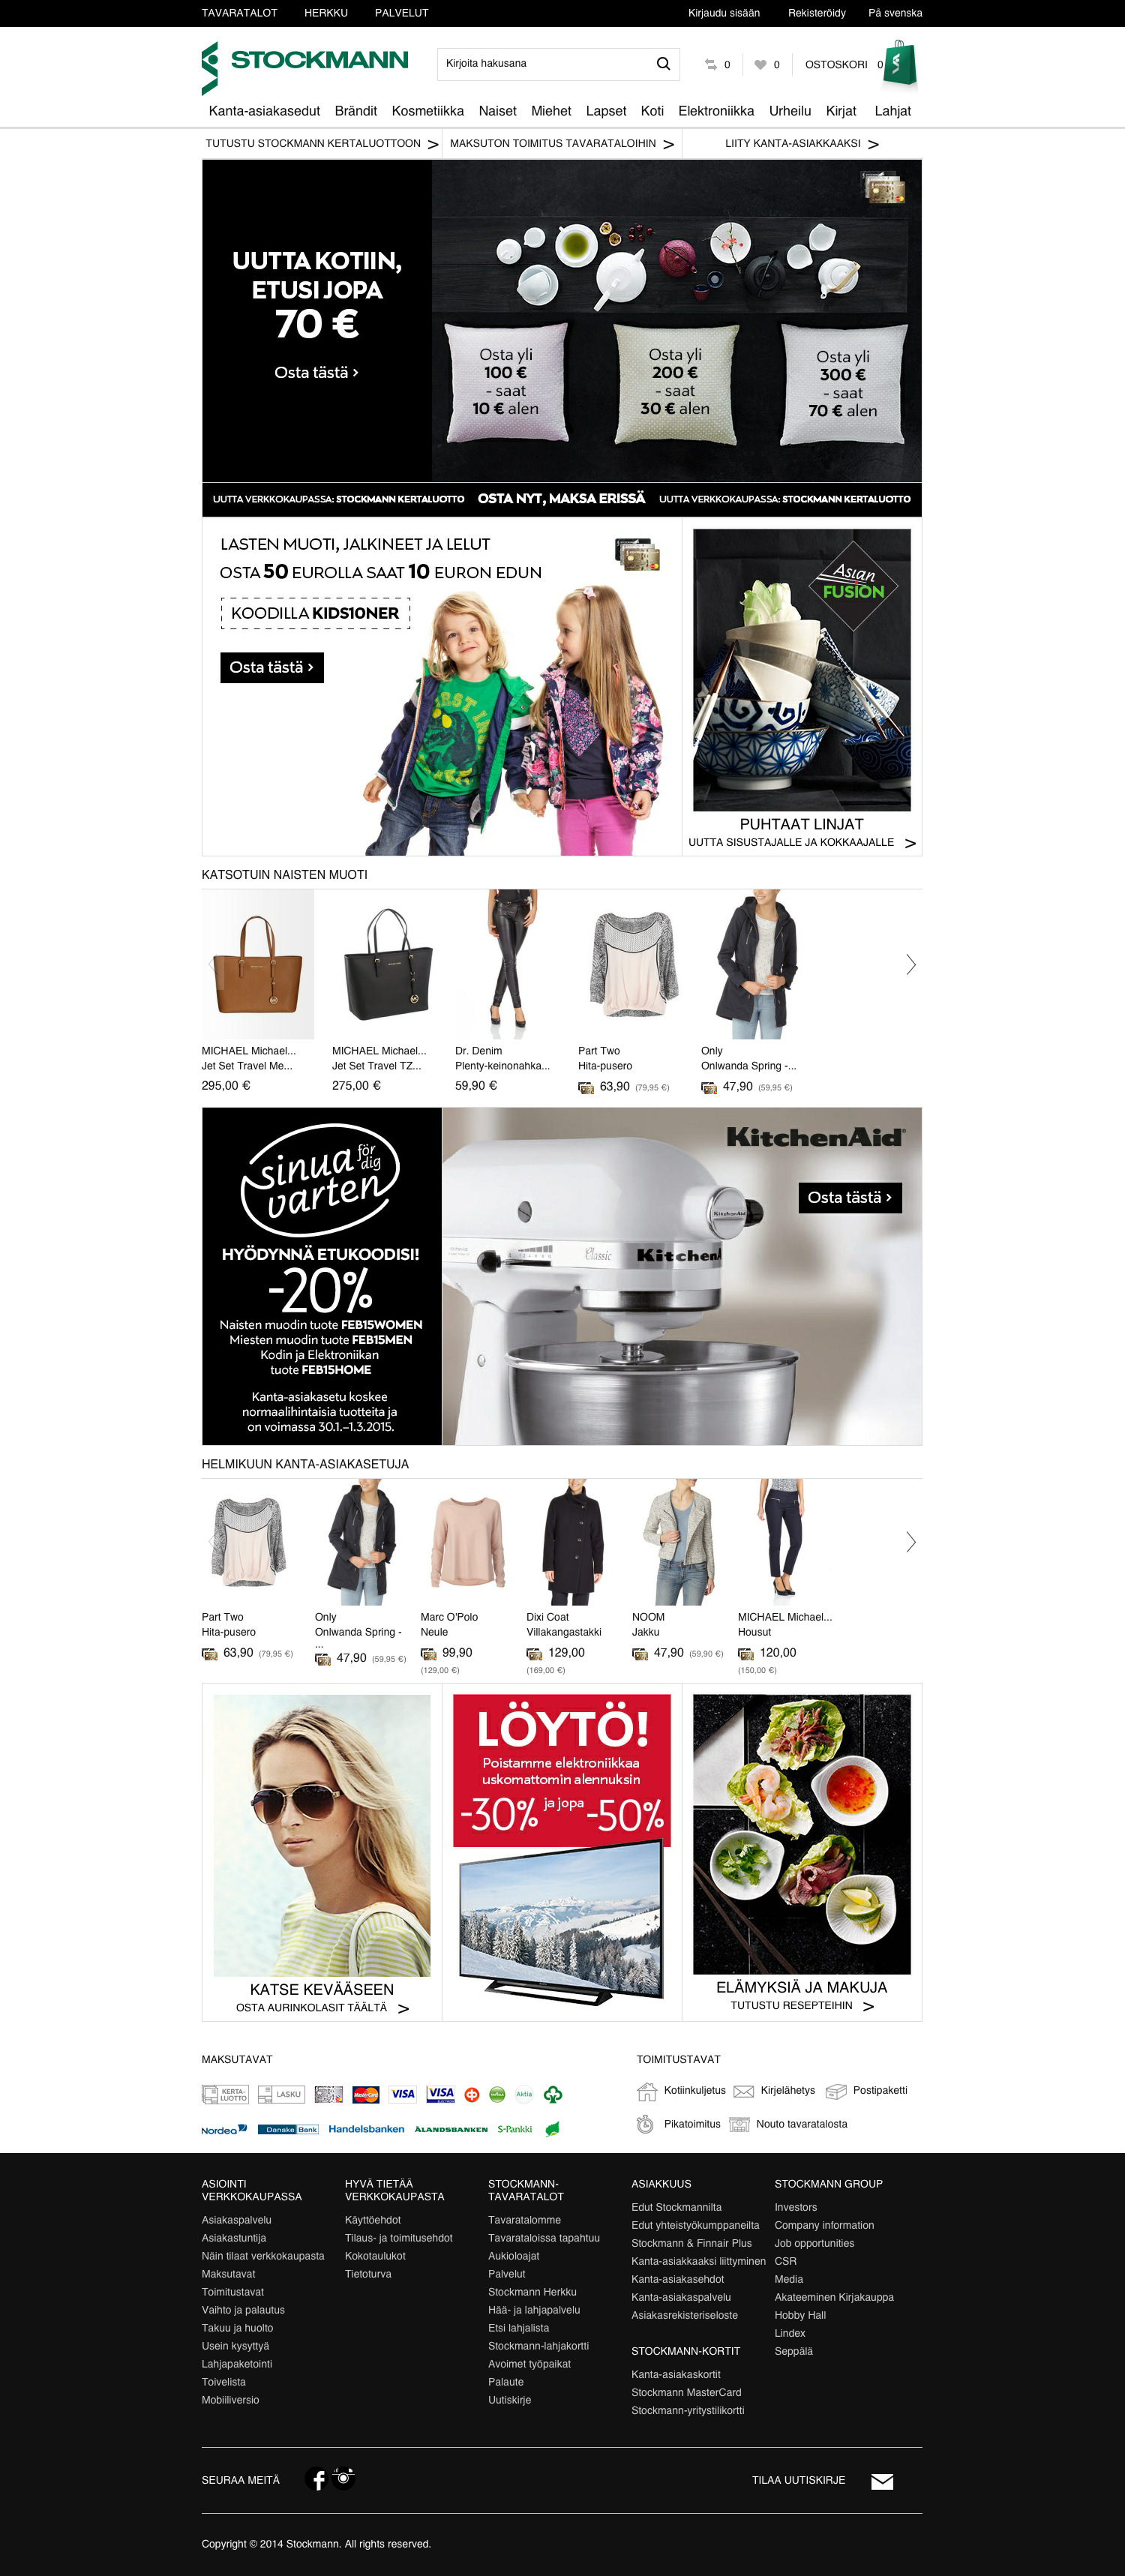 TAVARATALOT HERKKU PALVELUT Kirjaudu sisään Rekisteröidy På svenska
STOCKMANN
Kirjoita hakusana 0 0 OSTOSKORI 0
Kanta-asiakasedut Brändit Kosmetiikka Naiset Miehet Lapset Koti Elektroniikka Urheilu Kirjat Lahjat
TUTUSTU STOCKMANN KERTALUOTTOON > MAKSUTON TOIMITUS TAVARATALOIHIN > LIITY KANTA-ASIAKKAAKSI >
UUTTA KOTIIN,
ETUSI JOPA
70 €
Osta tästä >
Osta yli
100 €
- saat
10 € alen
Osta yli
200 €
- saat
30 € alen
Osta yli
300 €
- saat
70 € alen
UUTTA VERKKOKAUPASSA: STOCKMANN KERTALUOTTO OSTA NYT, MAKSA ERISSÄ UUTTA VERKKOKAUPASSA: STOCKMANN KERTALUOTTO
LASTEN MUOTI, JALKINEET JA LELUT
OSTA 50 EUROLLA SAAT 10 EURON EDUN
KOODILLA KIDS10NER
Osta tästä >
Asian
FUSION
PUHTAAT LINJAT
UUTTA SISUSTAJALLE JA KOKKAAJALLE >
KATSOTUIN NAISTEN MUOTI
MICHAEL Michael...
Jet Set Travel Me...
295,00 €
MICHAEL Michael...
Jet Set Travel TZ...
275,00 €
Dr. Denim
Plenty-keinonahka...
59,90 €
Part Two
Hita-pusero
63,90 (79,95 €)
Only
Onlwanda Spring -...
47,90 (59,95 €)
sinua för dig
varten
HYÖDYNNÄ ETUKOODISI!
-20%
Naisten muodin tuote FEB15WOMEN
Miesten muodin tuote FEB15MEN
Kodin ja Elektroniikan
tuote FEB15HOME
Kanta-asiakasetu koskee
normaalihintaisia tuotteita ja
on voimassa 30.1.–1.3.2015.
KitchenAid
Osta tästä >
KitchenAid
Classic KitchenA
HELMIKUUN KANTA-ASIAKASETUJA
Part Two
Hita-pusero
63,90 (79,95 €)
Only
Onlwanda Spring -
...
47,90 (59,95 €)
Marc O'Polo
Neule
99,90
(129,00 €)
Dixi Coat
Villakangastakki
129,00
(169,00 €)
NOOM
Jakku
47,90 (59,90 €)
MICHAEL Michael...
Housut
120,00
(150,00 €)
KATSE KEVÄÄSEEN
OSTA AURINKOLASIT TÄÄLTÄ >
LÖYTÖ!
Poistamme elektroniikkaa
uskomattomin alennuksin
-30% ja jopa -50%
ELÄMYKSIÄ JA MAKUJA
TUTUSTU RESEPTEIHIN >
MAKSUTAVAT
KERTA-
LUOTTO
LASKU MasterCard VISA VISA Aktia
Nordea Danske Bank Handelsbanken ÅLANDSBANKEN S-Pankki
TOIMITUSTAVAT
Kotiinkuljetus Kirjelähetys Postipaketti
Pikatoimitus Nouto tavaratalosta
ASIOINTI
VERKKOKAUPASSA
Asiakaspalvelu
Asiakastuntija
Näin tilaat verkkokaupasta
Maksutavat
Toimitustavat
Vaihto ja palautus
Takuu ja huolto
Usein kysyttyä
Lahjapaketointi
Toivelista
Mobiiliversio
HYVÄ TIETÄÄ
VERKKOKAUPASTA
Käyttöehdot
Tilaus- ja toimitusehdot
Kokotaulukot
Tietoturva
STOCKMANN-
TAVARATALOT
Tavaratalomme
Tavarataloissa tapahtuu
Aukioloajat
Palvelut
Stockmann Herkku
Hää- ja lahjapalvelu
Etsi lahjalista
Stockmann-lahjakortti
Avoimet työpaikat
Palaute
Uutiskirje
ASIAKKUUS
Edut Stockmannilta
Edut yhteistyökumppaneilta
Stockmann & Finnair Plus
Kanta-asiakkaaksi liittyminen
Kanta-asiakasehdot
Kanta-asiakaspalvelu
Asiakasrekisteriseloste
STOCKMANN-KORTIT
Kanta-asiakaskortit
Stockmann MasterCard
Stockmann-yritystilikortti
STOCKMANN GROUP
Investors
Company information
Job opportunities
CSR
Media
Akateeminen Kirjakauppa
Hobby Hall
Lindex
Seppälä
SEURAA MEITÄ TILAA UUTISKIRJE
Copyright © 2014 Stockmann. All rights reserved.